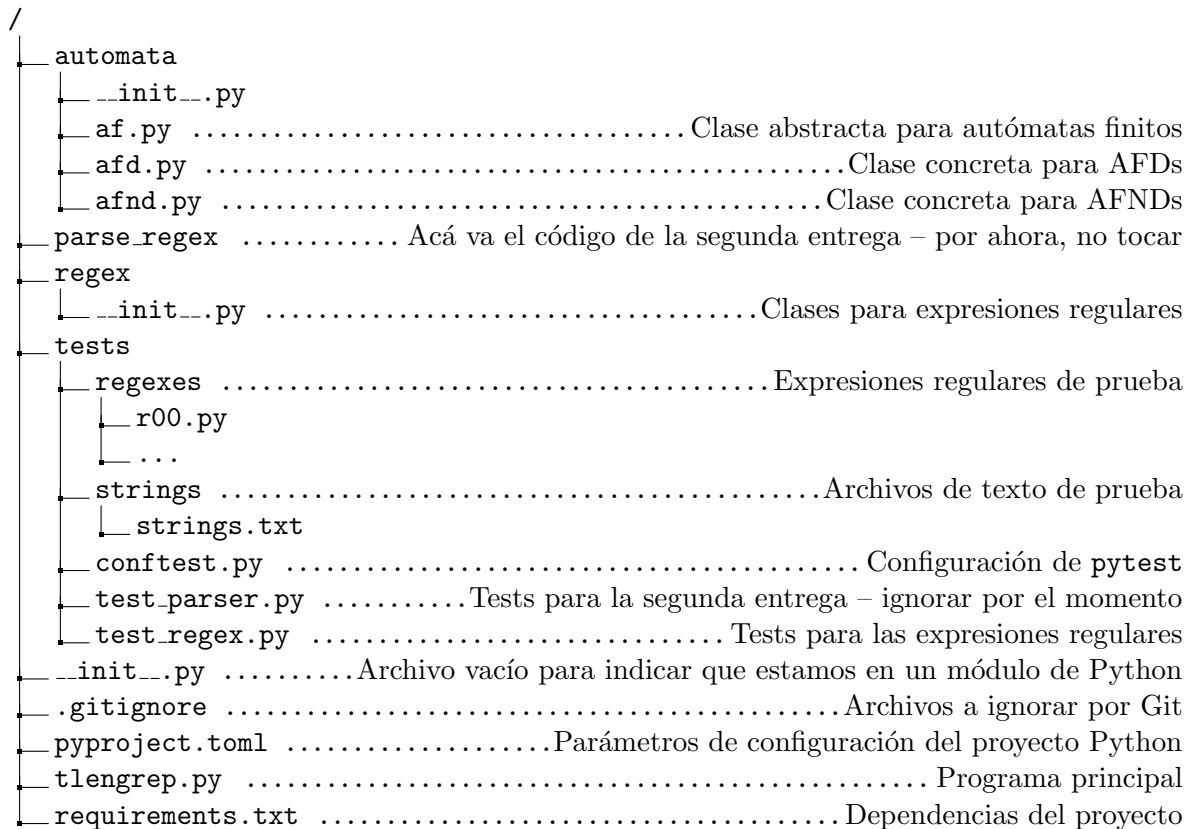 /
automata
__init__.py
af.py ..................................... Clase abstracta para autómatas finitos
afd.py .............................................. Clase concreta para AFDs
afnd.py ............................................. Clase concreta para AFNDs
parse_regex ............ Acá va el código de la segunda entrega – por ahora, no tocar
regex
__init__.py ..................................... Clases para expresiones regulares
tests
regexes ......................................... Expresiones regulares de prueba
r00.py
...
strings ............................................. Archivos de texto de prueba
strings.txt
conftest.py ........................................... Configuración de pytest
test_parser.py ........... Tests para la segunda entrega – ignorar por el momento
test_regex.py ............................... Tests para las expresiones regulares
__init__.py .......... Archivo vacío para indicar que estamos en un módulo de Python
.gitignore .............................................. Archivos a ignorar por Git
pyproject.toml .................... Parámetros de configuración del proyecto Python
tlengrep.py ................................................... Programa principal
requirements.txt ....................................... Dependencias del proyecto